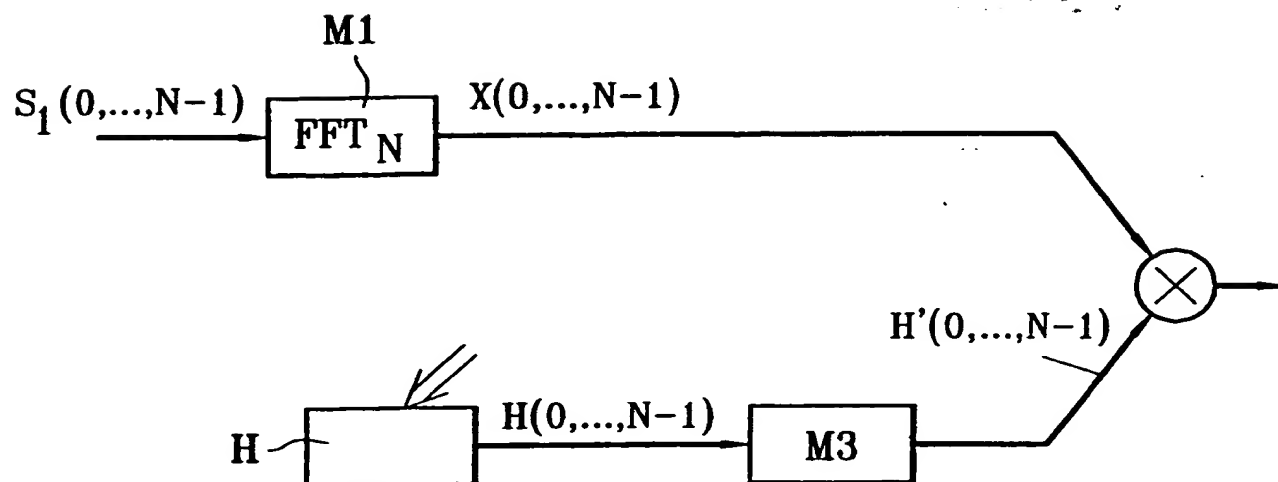 M1
S1(0,...,N-1)
FFTN
X(0,...,N-1)
H'(0,...,N-1)
H
H(0,...,N-1)
M3